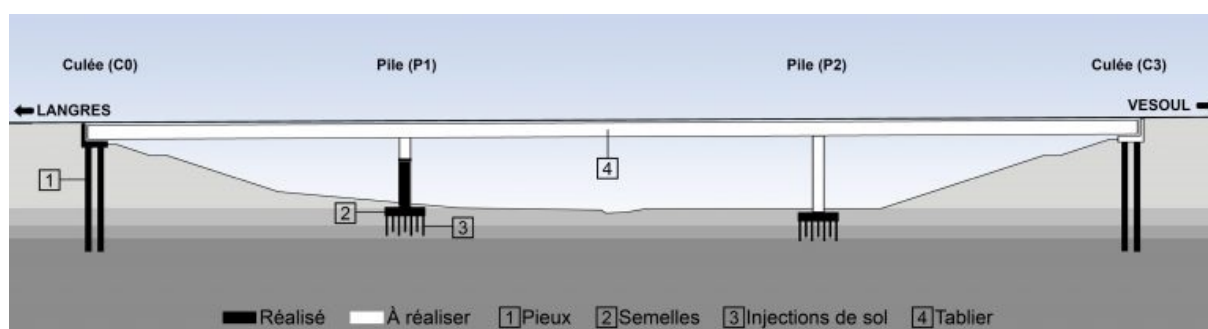 Culée (C0) Pile (P1) Pile (P2) Culée (C3)
LANGRES VESOUL
1 4
2 3
Réalisé À réaliser 1 Pieux 2 Semelles 3 Injections de sol 4 Tablier